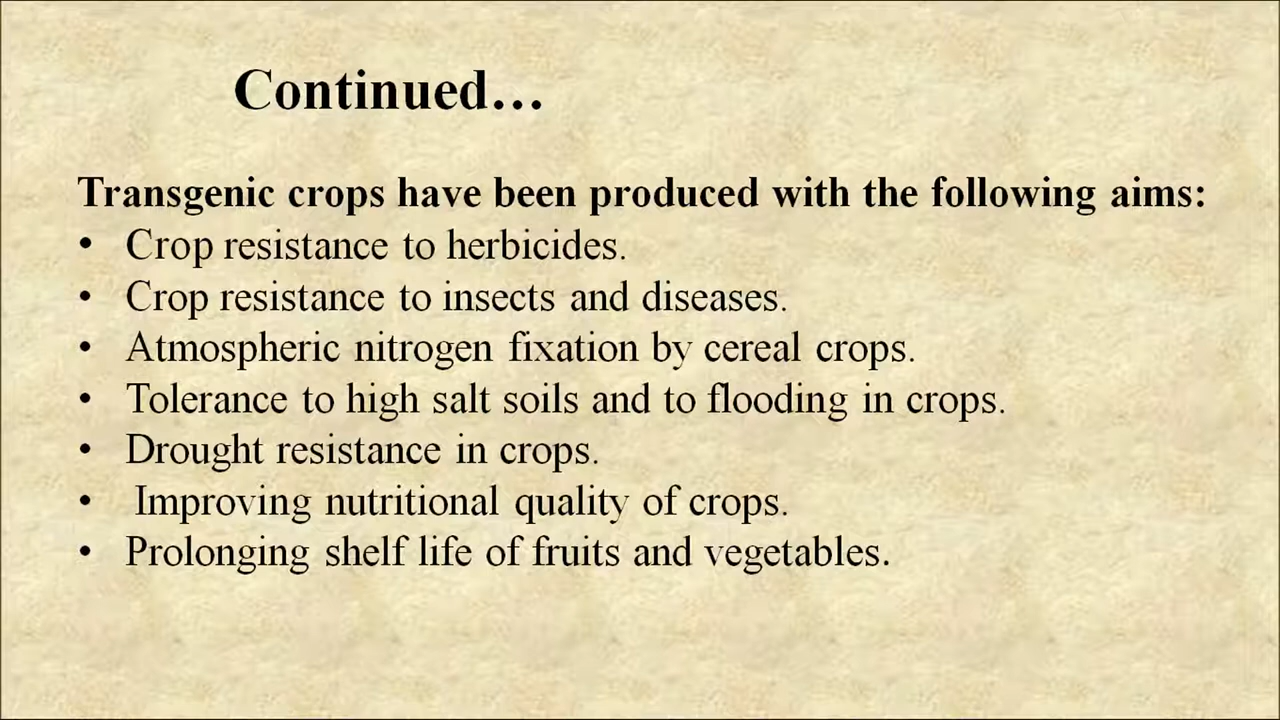 Continued…
Transgenic crops have been produced with the following aims:
• Crop resistance to herbicides.
• Crop resistance to insects and diseases.
• Atmospheric nitrogen fixation by cereal crops.
• Tolerance to high salt soils and to flooding in crops.
• Drought resistance in crops.
• Improving nutritional quality of crops.
• Prolonging shelf life of fruits and vegetables.